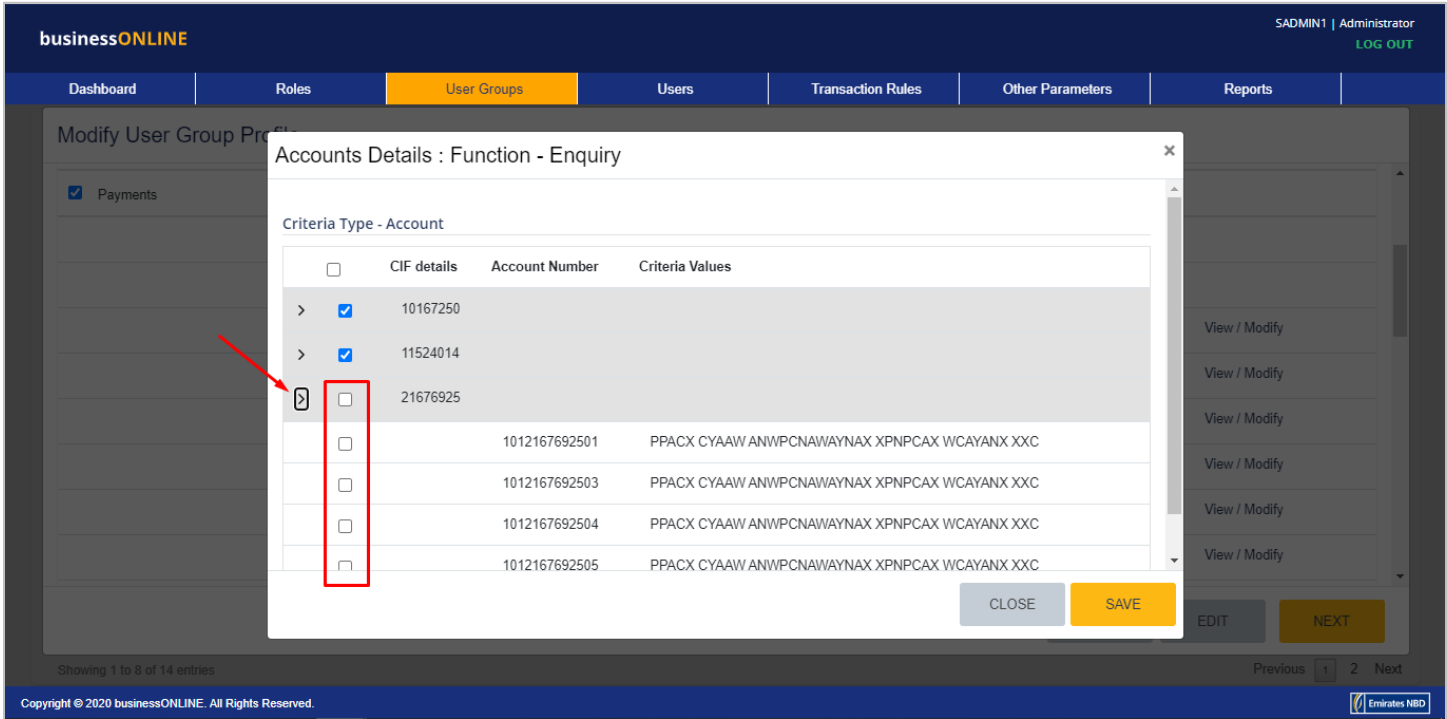 SADMIN1 | Administrator
businessONLINE
LOG OUT
Dashboard Roles User Groups Users Transaction Rules Other Parameters Reports
Modify User Group Profile
Accounts Details : Function - Enquiry ×
Payments
Criteria Type - Account
CIF details Account Number Criteria Values
10167250
View / Modify
11524014
View / Modify
21676925
View / Modify
1012167692501 PPACX CYAAW ANWPCNAWAYNAX XPNPCAX WCAYANX XXC
View / Modify
1012167692503 PPACX CYAAW ANWPCNAWAYNAX XPNPCAX WCAYANX XXC
View / Modify
1012167692504 PPACX CYAAW ANWPCNAWAYNAX XPNPCAX WCAYANX XXC
View / Modify
1012167692505 PPACX CYAAW ANWPCNAWAYNAX XPNPCAX WCAYANX XXC
CLOSE SAVE
EDIT NEXT
Showing 1 to 8 of 14 entries
Previous 1 2 Next
Copyright © 2020 businessONLINE. All Rights Reserved.
Emirates NBD